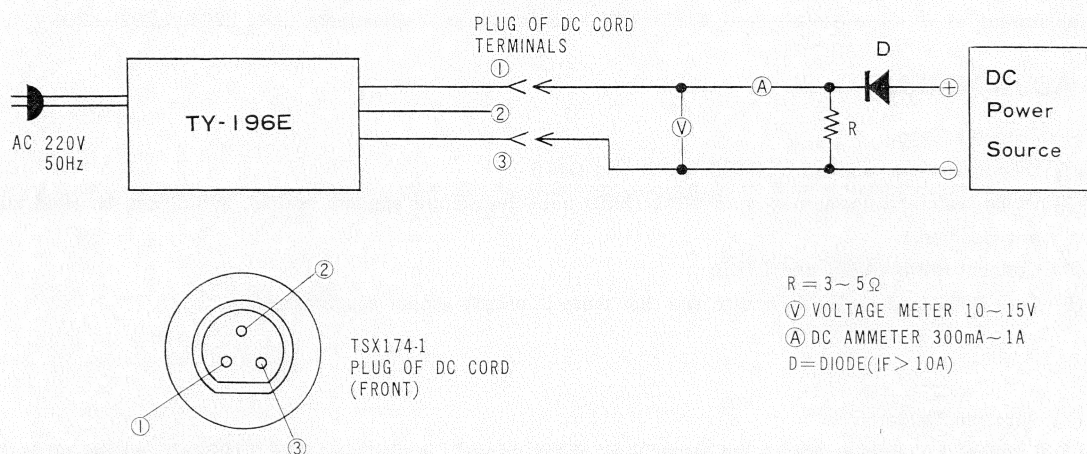 PLUG OF DC CORD
TERMINALS
①
②
③
AC 220V
50Hz
TY-196E
V
A
R
D
+
−
DC
Power
Source
②
①
③
TSX174-1
PLUG OF DC CORD
(FRONT)
R=3~5Ω
Ⓥ VOLTAGE METER 10~15V
Ⓐ DC AMMETER 300mA~1A
D=DIODE(IF>10A)